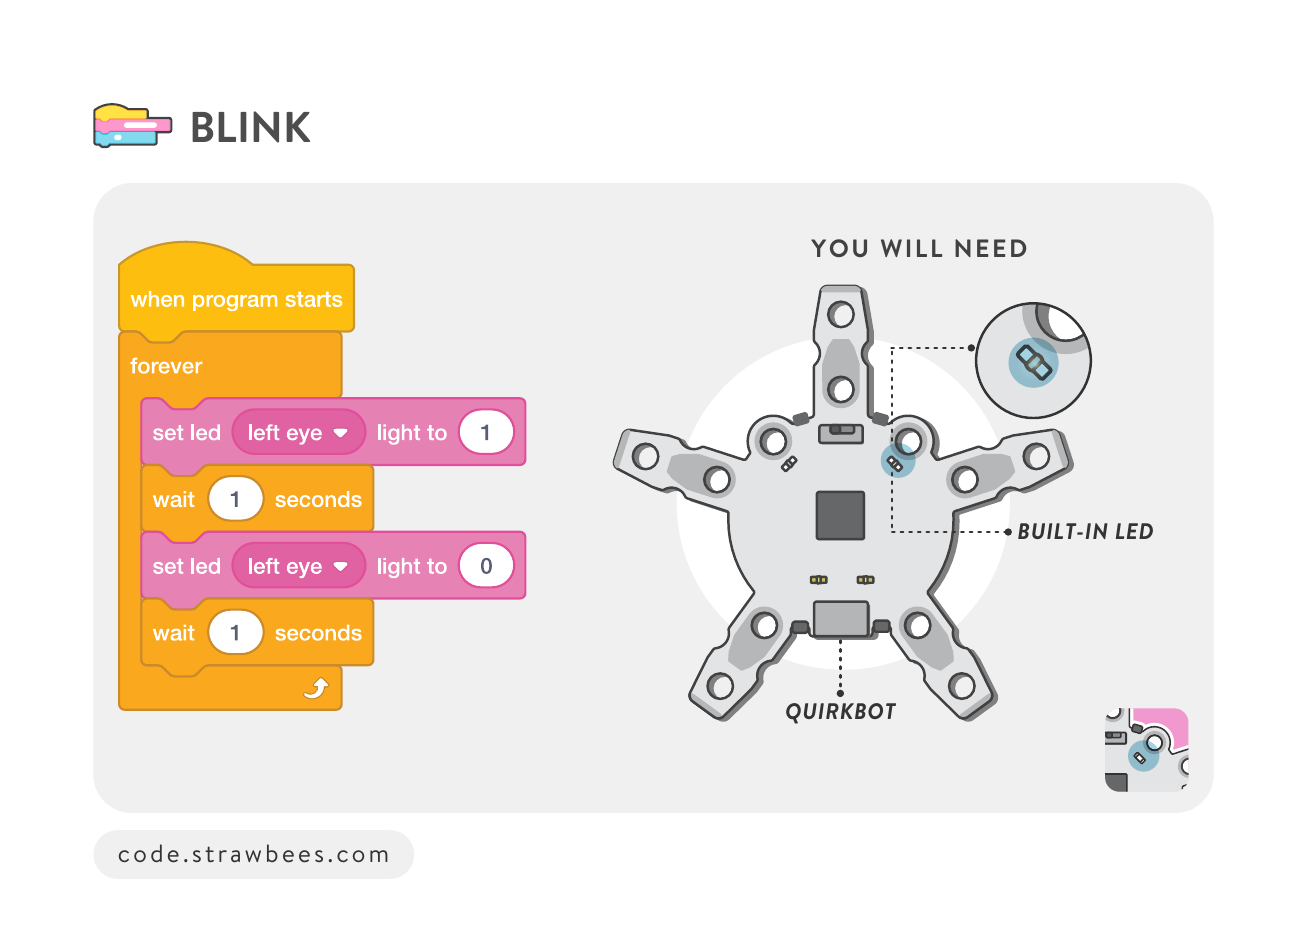 BLINK
when program starts
forever
set led left eye light to 1
wait 1 seconds
set led left eye light to 0
wait 1 seconds
YOU WILL NEED
BUILT-IN LED
QUIRKBOT
code.strawbees.com